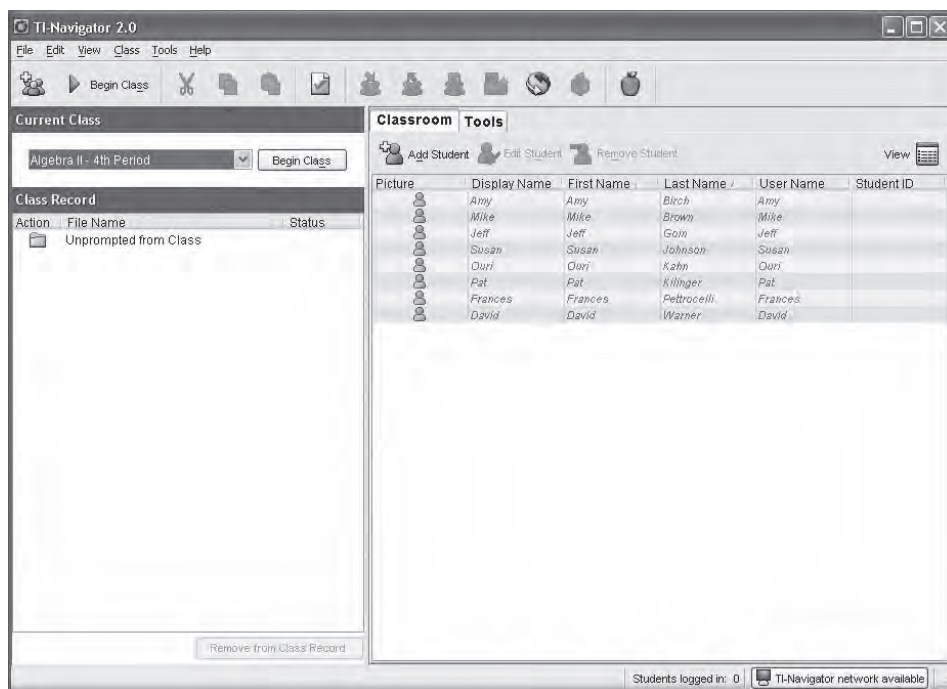 TI-Navigator 2.0
File Edit View Class Tools Help
Begin Class
Current Class
Algebra II - 4th Period Begin Class
Class Record
Action File Name Status
Unprompted from Class
Remove from Class Record
Classroom Tools
Add Student Edit Student Remove Student View
Picture Display Name First Name Last Name User Name Student ID
Amy Amy Birch Amy
Mike Mike Brown Mike
Jeff Jeff Goin Jeff
Susan Susan Johnson Susan
Ouri Ouri Kahn Ouri
Pat Pat Kilinger Pat
Frances Frances Pettrocelli Frances
David David Warner David
Students logged in: 0 TI-Navigator network available